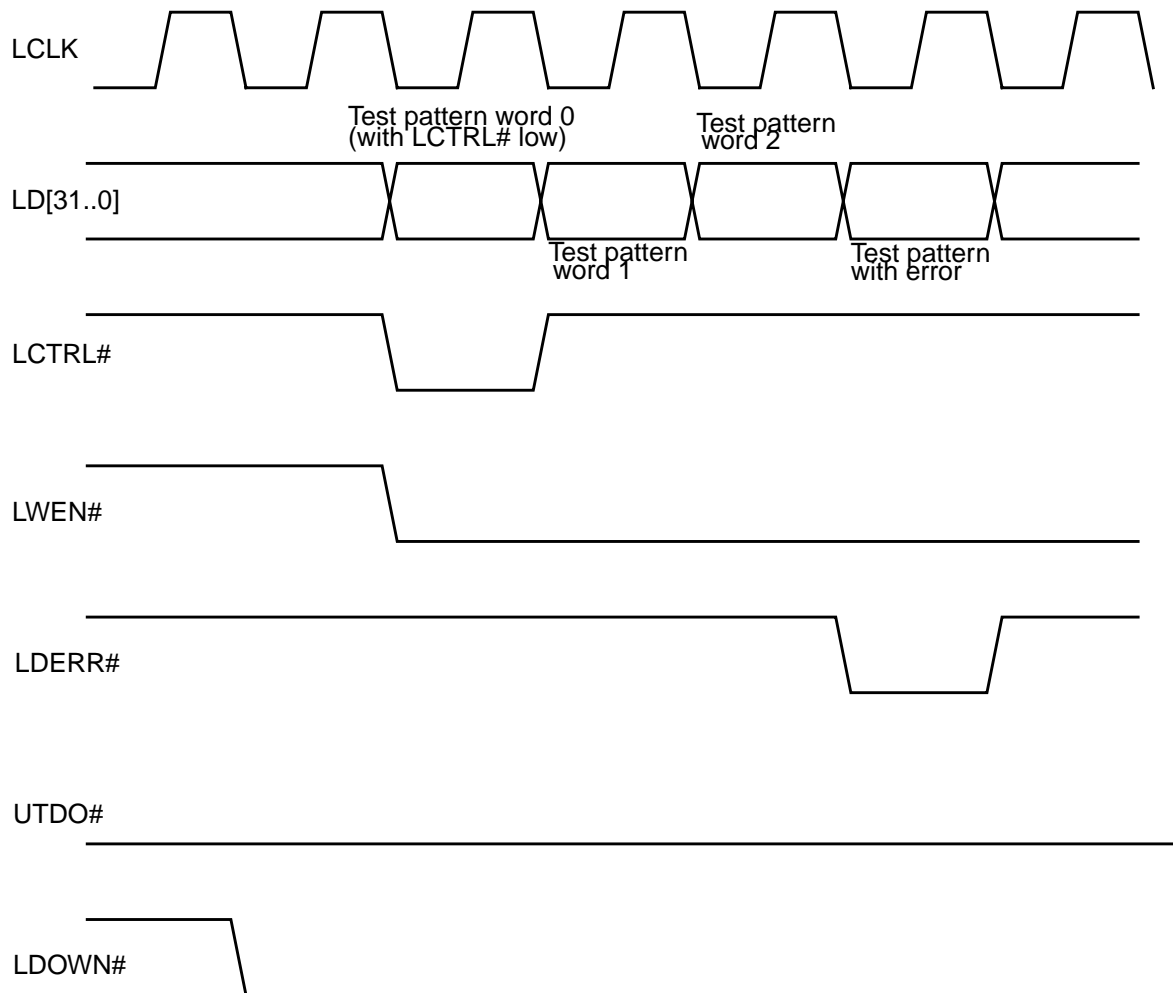 LCLK
Test pattern word 0
(with LCTRL# low)
Test pattern
word 2
LD[31..0]
Test pattern
word 1
Test pattern
with error
LCTRL#
LWEN#
LDERR#
UTDO#
LDOWN#